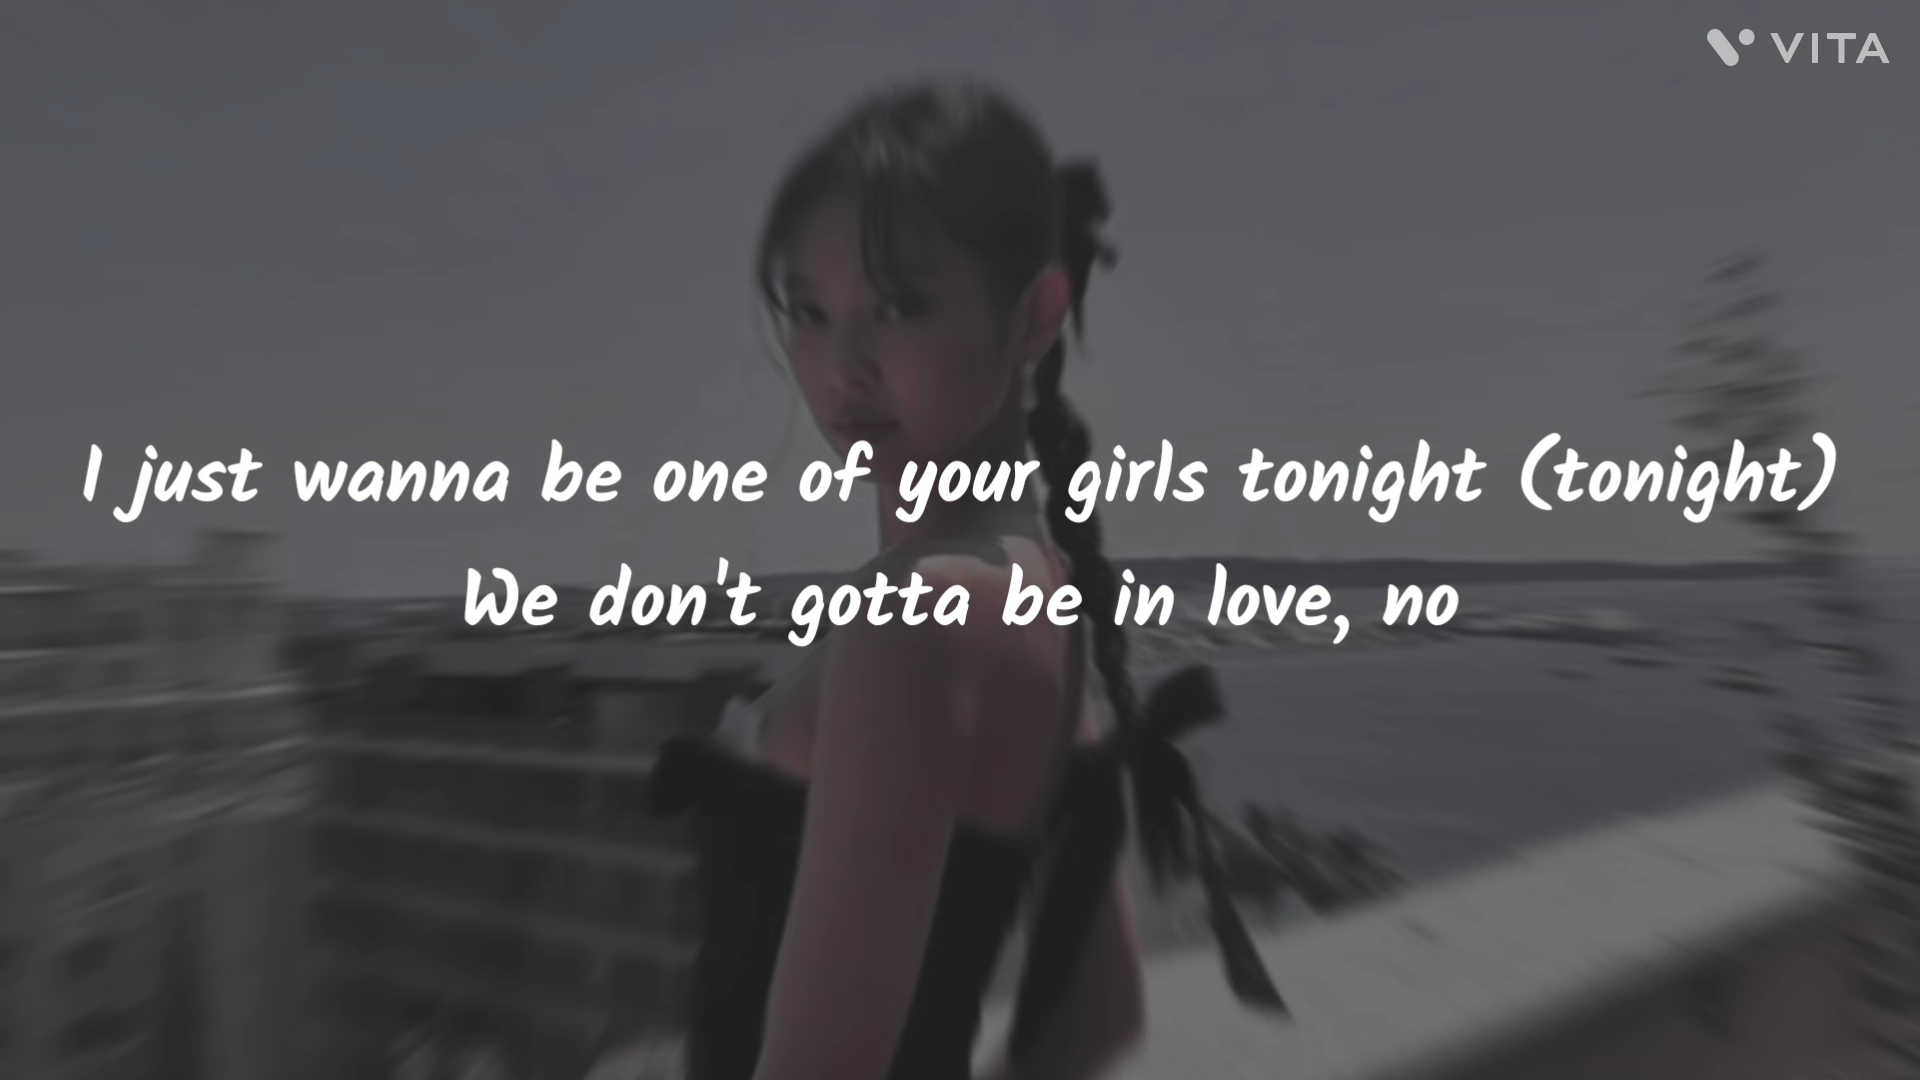 VITA
I just wanna be one of your girls tonight (tonight)
We don't gotta be in love, no